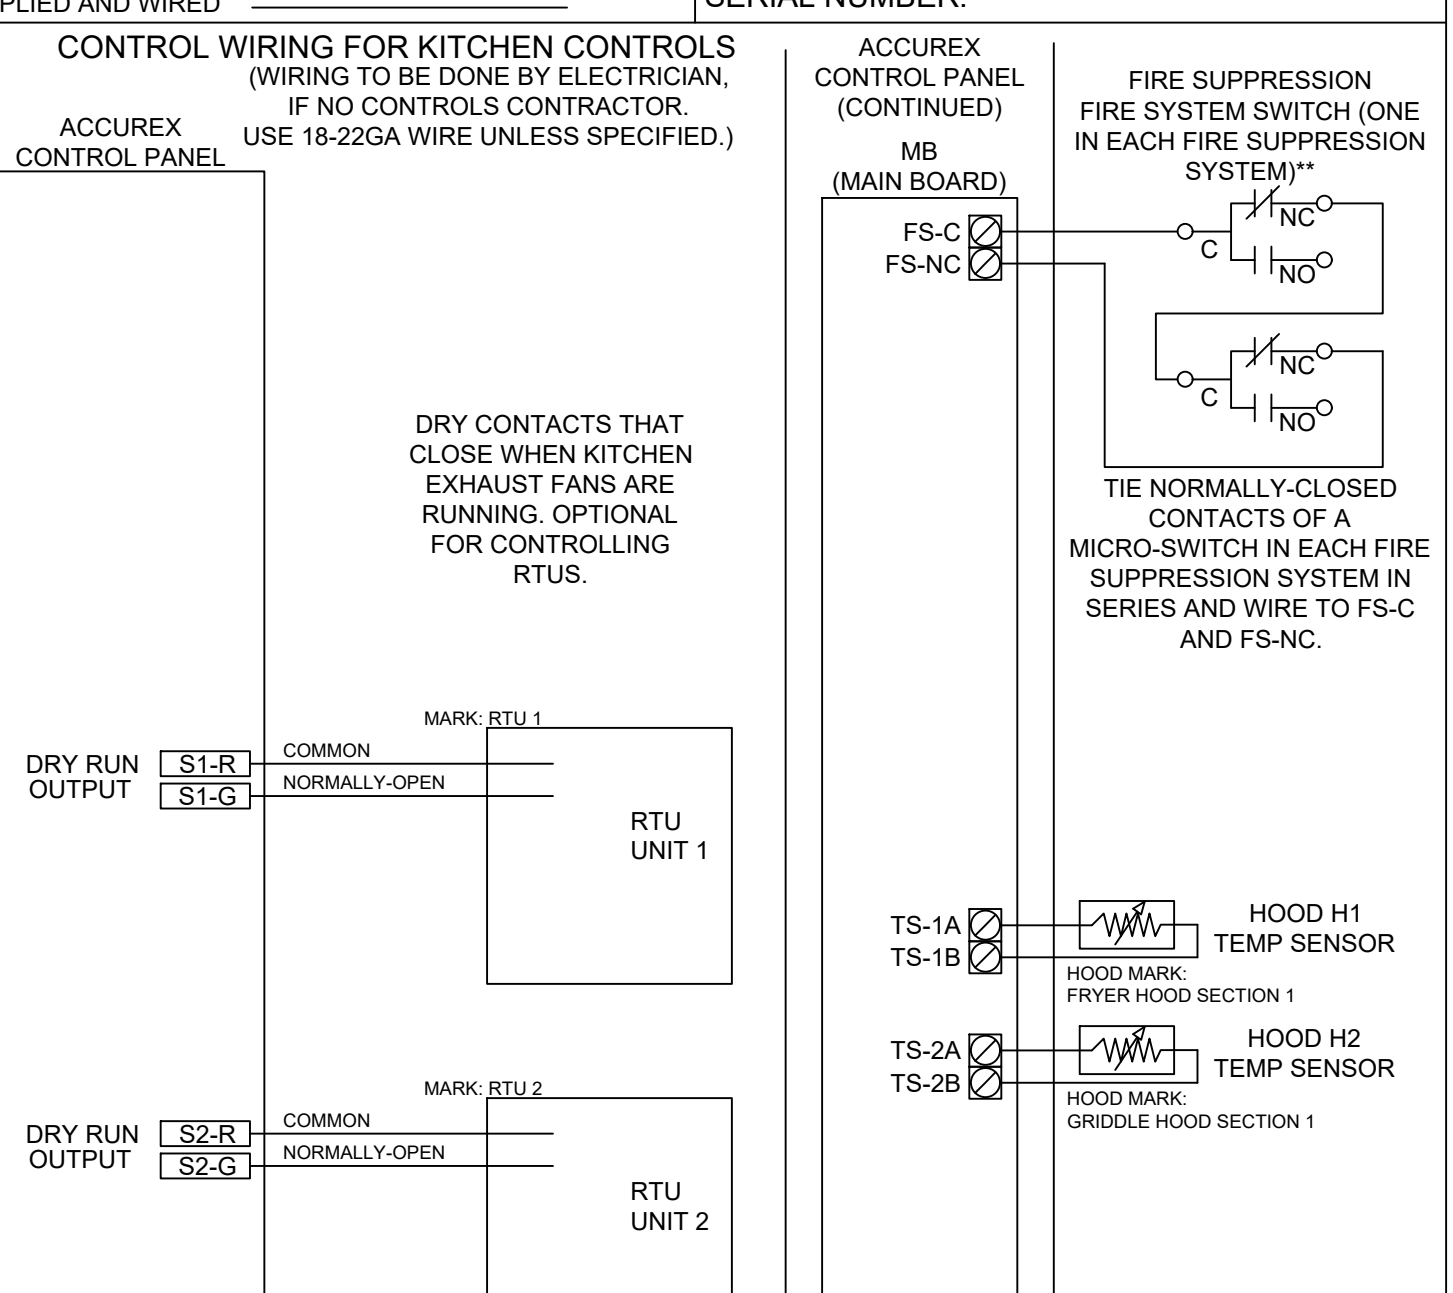 PLIED AND WIRED
SERIAL NUMBER:
CONTROL WIRING FOR KITCHEN CONTROLS
(WIRING TO BE DONE BY ELECTRICIAN,
IF NO CONTROLS CONTRACTOR.
USE 18-22GA WIRE UNLESS SPECIFIED.)
ACCUREX
CONTROL PANEL
DRY CONTACTS THAT
CLOSE WHEN KITCHEN
EXHAUST FANS ARE
RUNNING. OPTIONAL
FOR CONTROLLING
RTUS.
MARK: RTU 1
DRY RUN
OUTPUT
S1-R
S1-G
COMMON
NORMALLY-OPEN
RTU
UNIT 1
MARK: RTU 2
DRY RUN
OUTPUT
S2-R
S2-G
COMMON
NORMALLY-OPEN
RTU
UNIT 2
ACCUREX
CONTROL PANEL
(CONTINUED)
MB
(MAIN BOARD)
FS-C
FS-NC
FIRE SUPPRESSION
FIRE SYSTEM SWITCH (ONE
IN EACH FIRE SUPPRESSION
SYSTEM)**
NC
C
NO
NC
C
NO
TIE NORMALLY-CLOSED
CONTACTS OF A
MICRO-SWITCH IN EACH FIRE
SUPPRESSION SYSTEM IN
SERIES AND WIRE TO FS-C
AND FS-NC.
TS-1A
TS-1B
HOOD H1
TEMP SENSOR
HOOD MARK:
FRYER HOOD SECTION 1
TS-2A
TS-2B
HOOD H2
TEMP SENSOR
HOOD MARK:
GRIDDLE HOOD SECTION 1